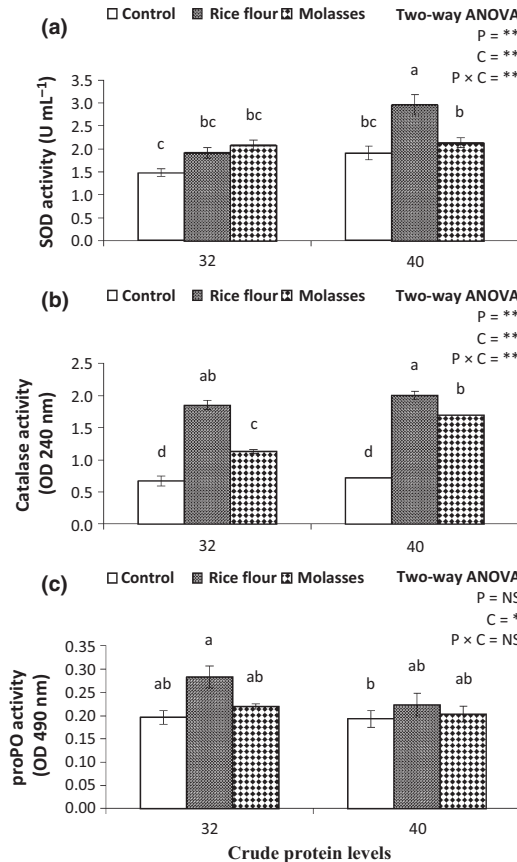 (a) Control Rice flour Molasses Two-way ANOVA
P = **
C = **
P × C = **
SOD activity (U mL⁻¹)
3.5
3.0
2.5
2.0
1.5
1.0
0.5
0.0
c bc bc bc a b
32 40
(b) Control Rice flour Molasses Two-way ANOVA
P = **
C = **
P × C = **
Catalase activity
(OD 240 nm)
2.5
2.0
1.5
1.0
0.5
0.0
d ab c d a b
32 40
(c) Control Rice flour Molasses Two-way ANOVA
P = NS
C = *
P × C = NS
proPO activity
(OD 490 nm)
0.35
0.30
0.25
0.20
0.15
0.10
0.05
0.00
ab a ab b ab ab
32 40
Crude protein levels